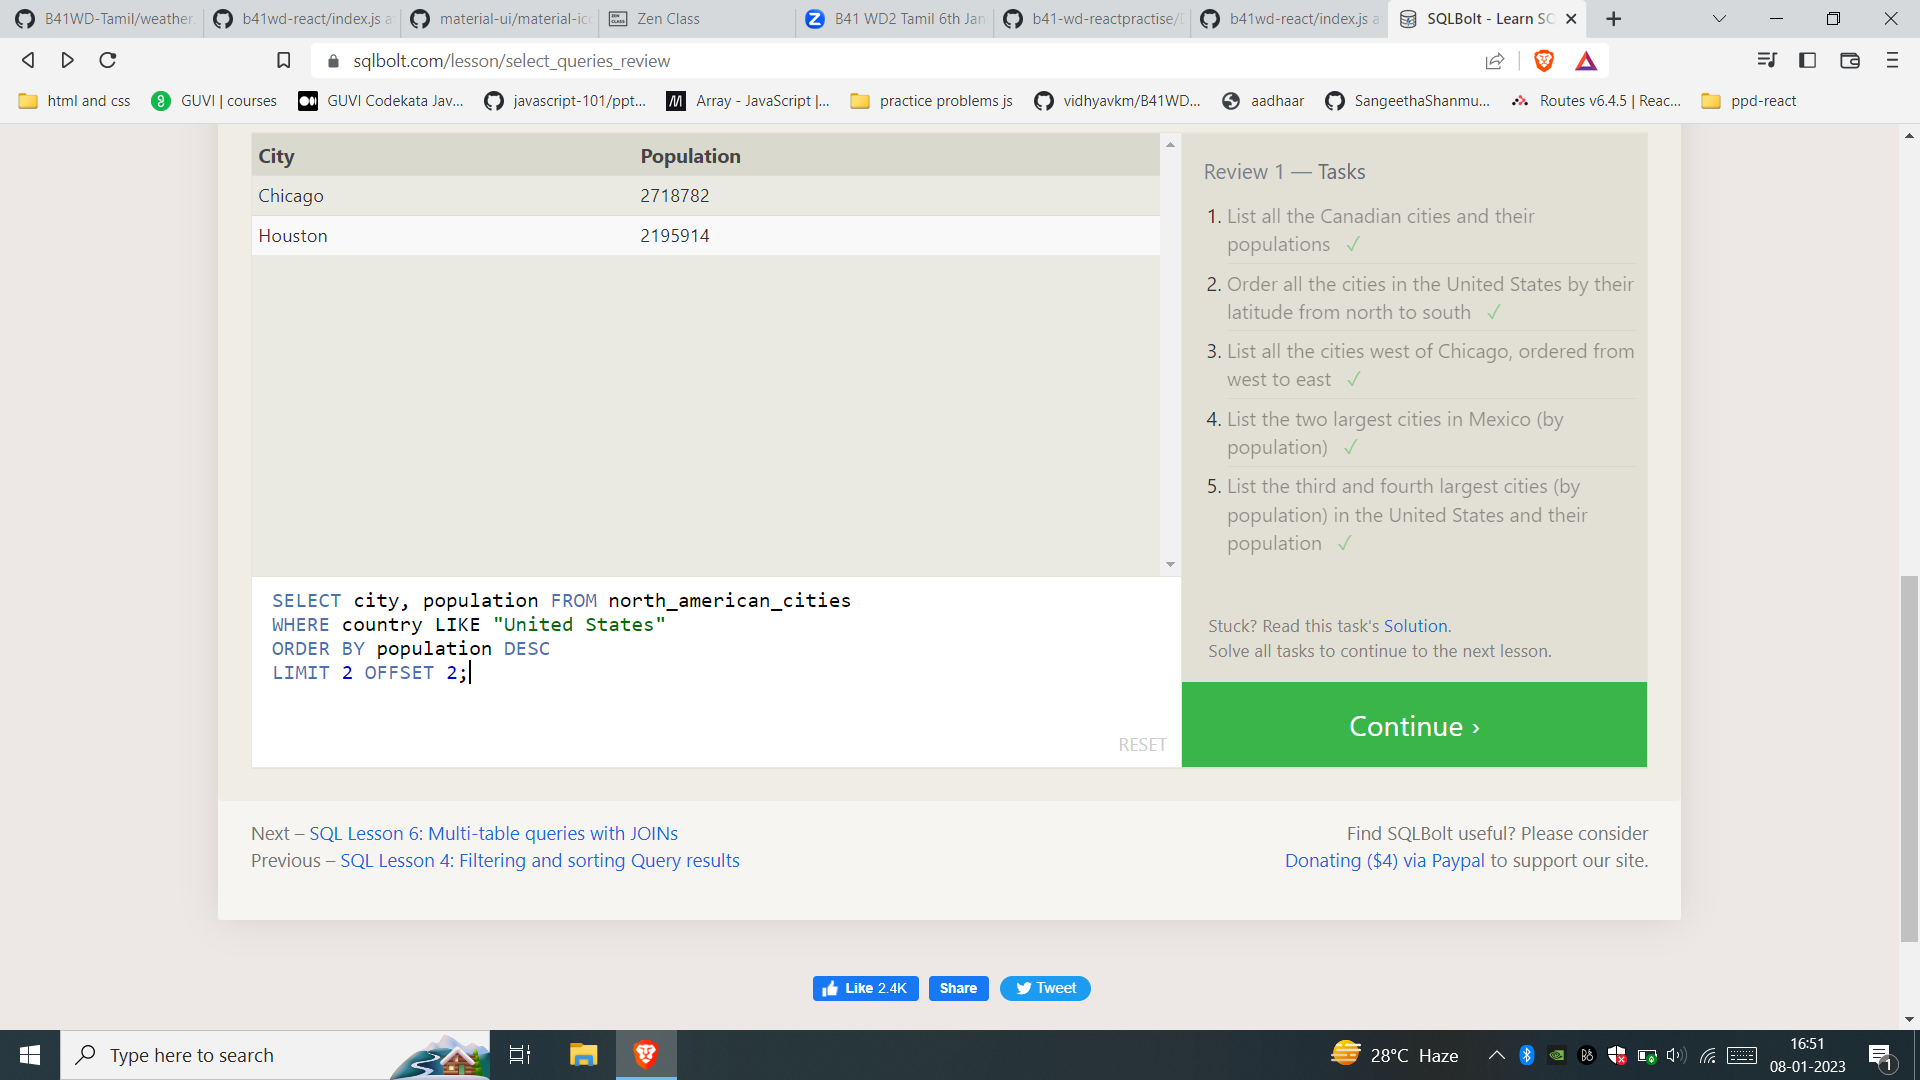 B41WD-Tamil/weather.
b41wd-react/index.js a
material-ui/material-ic
Zen Class
B41 WD2 Tamil 6th Jan
b41-wd-reactpractise/
b41wd-react/index.js a
SQLBolt - Learn SQ
sqlbolt.com/lesson/select_queries_review
html and css
GUVI | courses
GUVI Codekata Jav...
javascript-101/ppt...
Array - JavaScript |...
practice problems js
vidhyavkm/B41WD...
aadhaar
SangeethaShanmu...
Routes v6.4.5 | Reac...
ppd-react
City Population
Chicago 2718782
Houston 2195914
Review 1 — Tasks
1. List all the Canadian cities and their
populations ✓
2. Order all the cities in the United States by their
latitude from north to south ✓
3. List all the cities west of Chicago, ordered from
west to east ✓
4. List the two largest cities in Mexico (by
population) ✓
5. List the third and fourth largest cities (by
population) in the United States and their
population ✓
SELECT city, population FROM north_american_cities
WHERE country LIKE "United States"
ORDER BY population DESC
LIMIT 2 OFFSET 2;
RESET
Stuck? Read this task's Solution.
Solve all tasks to continue to the next lesson.
Continue ›
Next – SQL Lesson 6: Multi-table queries with JOINs
Previous – SQL Lesson 4: Filtering and sorting Query results
Find SQLBolt useful? Please consider
Donating ($4) via Paypal to support our site.
Like 2.4K
Share
Tweet
Type here to search
28°C Haze
16:51
08-01-2023
1